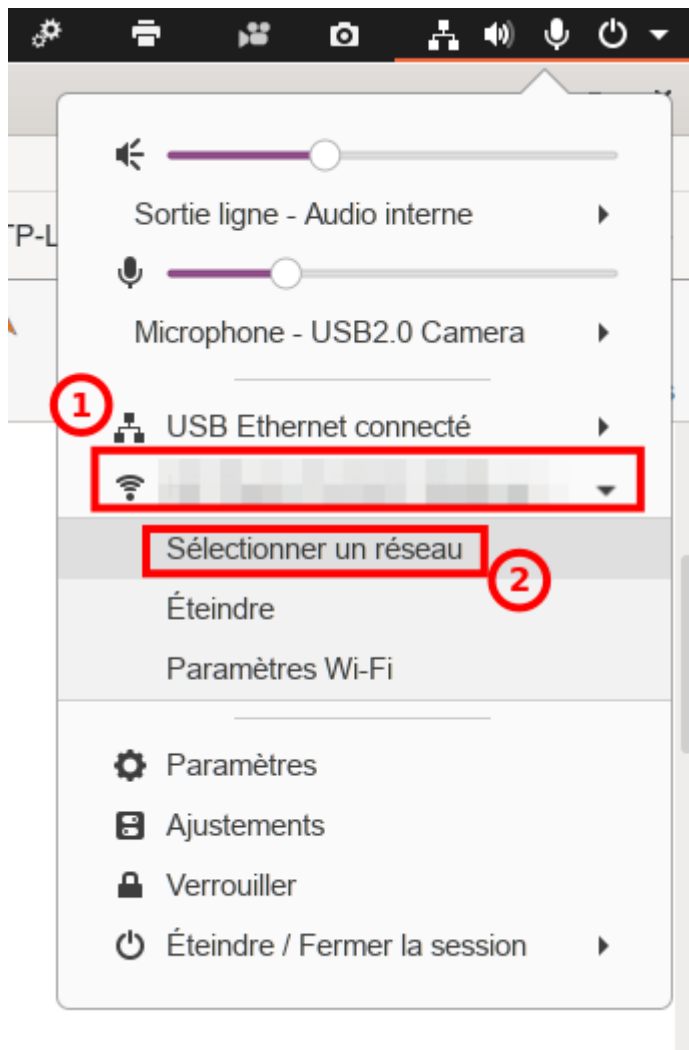 TP-L
Sortie ligne - Audio interne
Microphone - USB2.0 Camera
1
USB Ethernet connecté
Sélectionner un réseau
2
Éteindre
Paramètres Wi-Fi
Paramètres
Ajustements
Verrouiller
Éteindre / Fermer la session